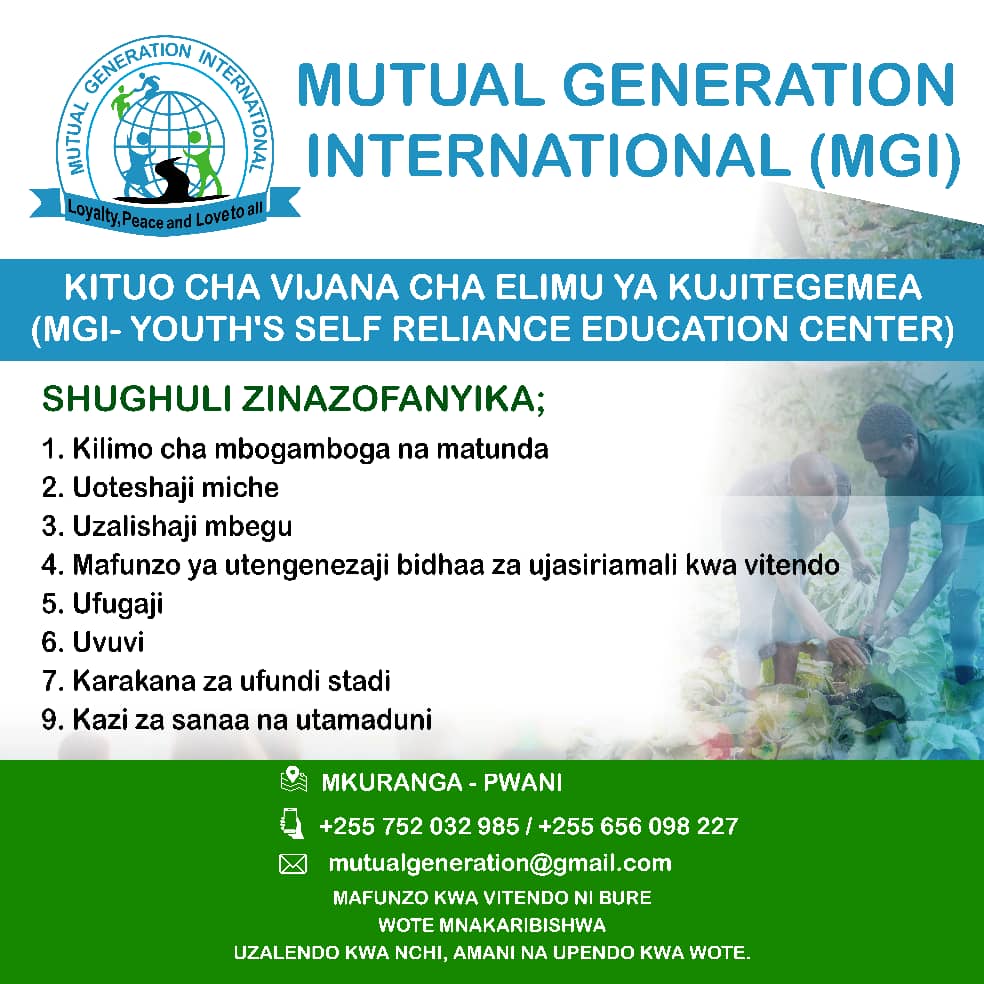 MUTUAL GENERATION INTERNATIONAL
Loyalty, Peace and Love to all
MUTUAL GENERATION
INTERNATIONAL (MGI)
KITUO CHA VIJANA CHA ELIMU YA KUJITEGEMEA
(MGI- YOUTH'S SELF RELIANCE EDUCATION CENTER)
SHUGHULI ZINAZOFANYIKA;
1. Kilimo cha mbogamboga na matunda
2. Uoteshaji miche
3. Uzalishaji mbegu
4. Mafunzo ya utengenezaji bidhaa za ujasiriamali kwa vitendo
5. Ufugaji
6. Uvuvi
7. Karakana za ufundi stadi
9. Kazi za sanaa na utamaduni
MKURANGA - PWANI
+255 752 032 985 / +255 656 098 227
mutualgeneration@gmail.com
MAFUNZO KWA VITENDO NI BURE
WOTE MNAKARIBISHWA
UZALENDO KWA NCHI, AMANI NA UPENDO KWA WOTE.